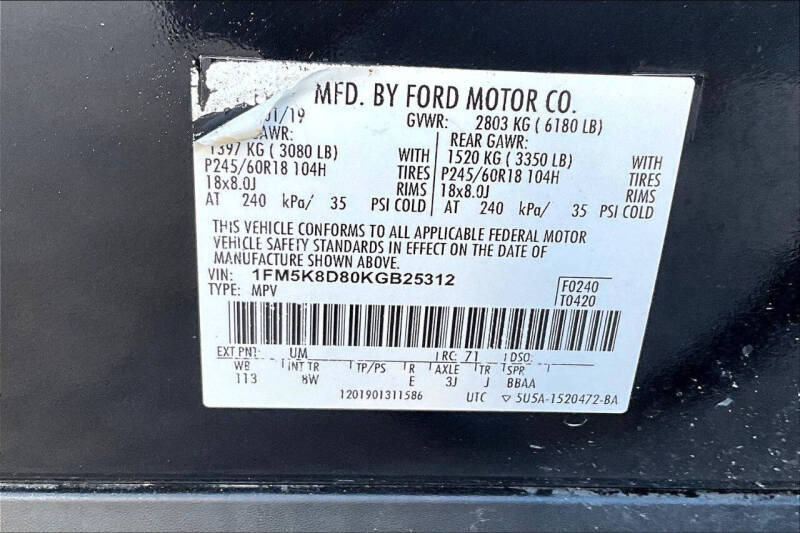 MFD. BY FORD MOTOR CO.
01/19 GVWR: 2803 KG ( 6180 LB)
GAWR: REAR GAWR:
1397 KG ( 3080 LB) WITH 1520 KG ( 3350 LB) WITH
P245/60R18 104H TIRES P245/60R18 104H TIRES
18x8.0J RIMS 18x8.0J RIMS
AT 240 kPa/ 35 PSI COLD AT 240 kPa/ 35 PSI COLD
THIS VEHICLE CONFORMS TO ALL APPLICABLE FEDERAL MOTOR
VEHICLE SAFETY STANDARDS IN EFFECT ON THE DATE OF
MANUFACTURE SHOWN ABOVE.
VIN: 1FM5K8D80KGB25312 F0240
TYPE: MPV T0420
EXT PNT: UM RC: 71 DSO:
WB INT TR TP/PS R AXLE TR SPR
113 8W E 3J J BBAA
1201901311586 UTC ▽ 5U5A-1520472-BA